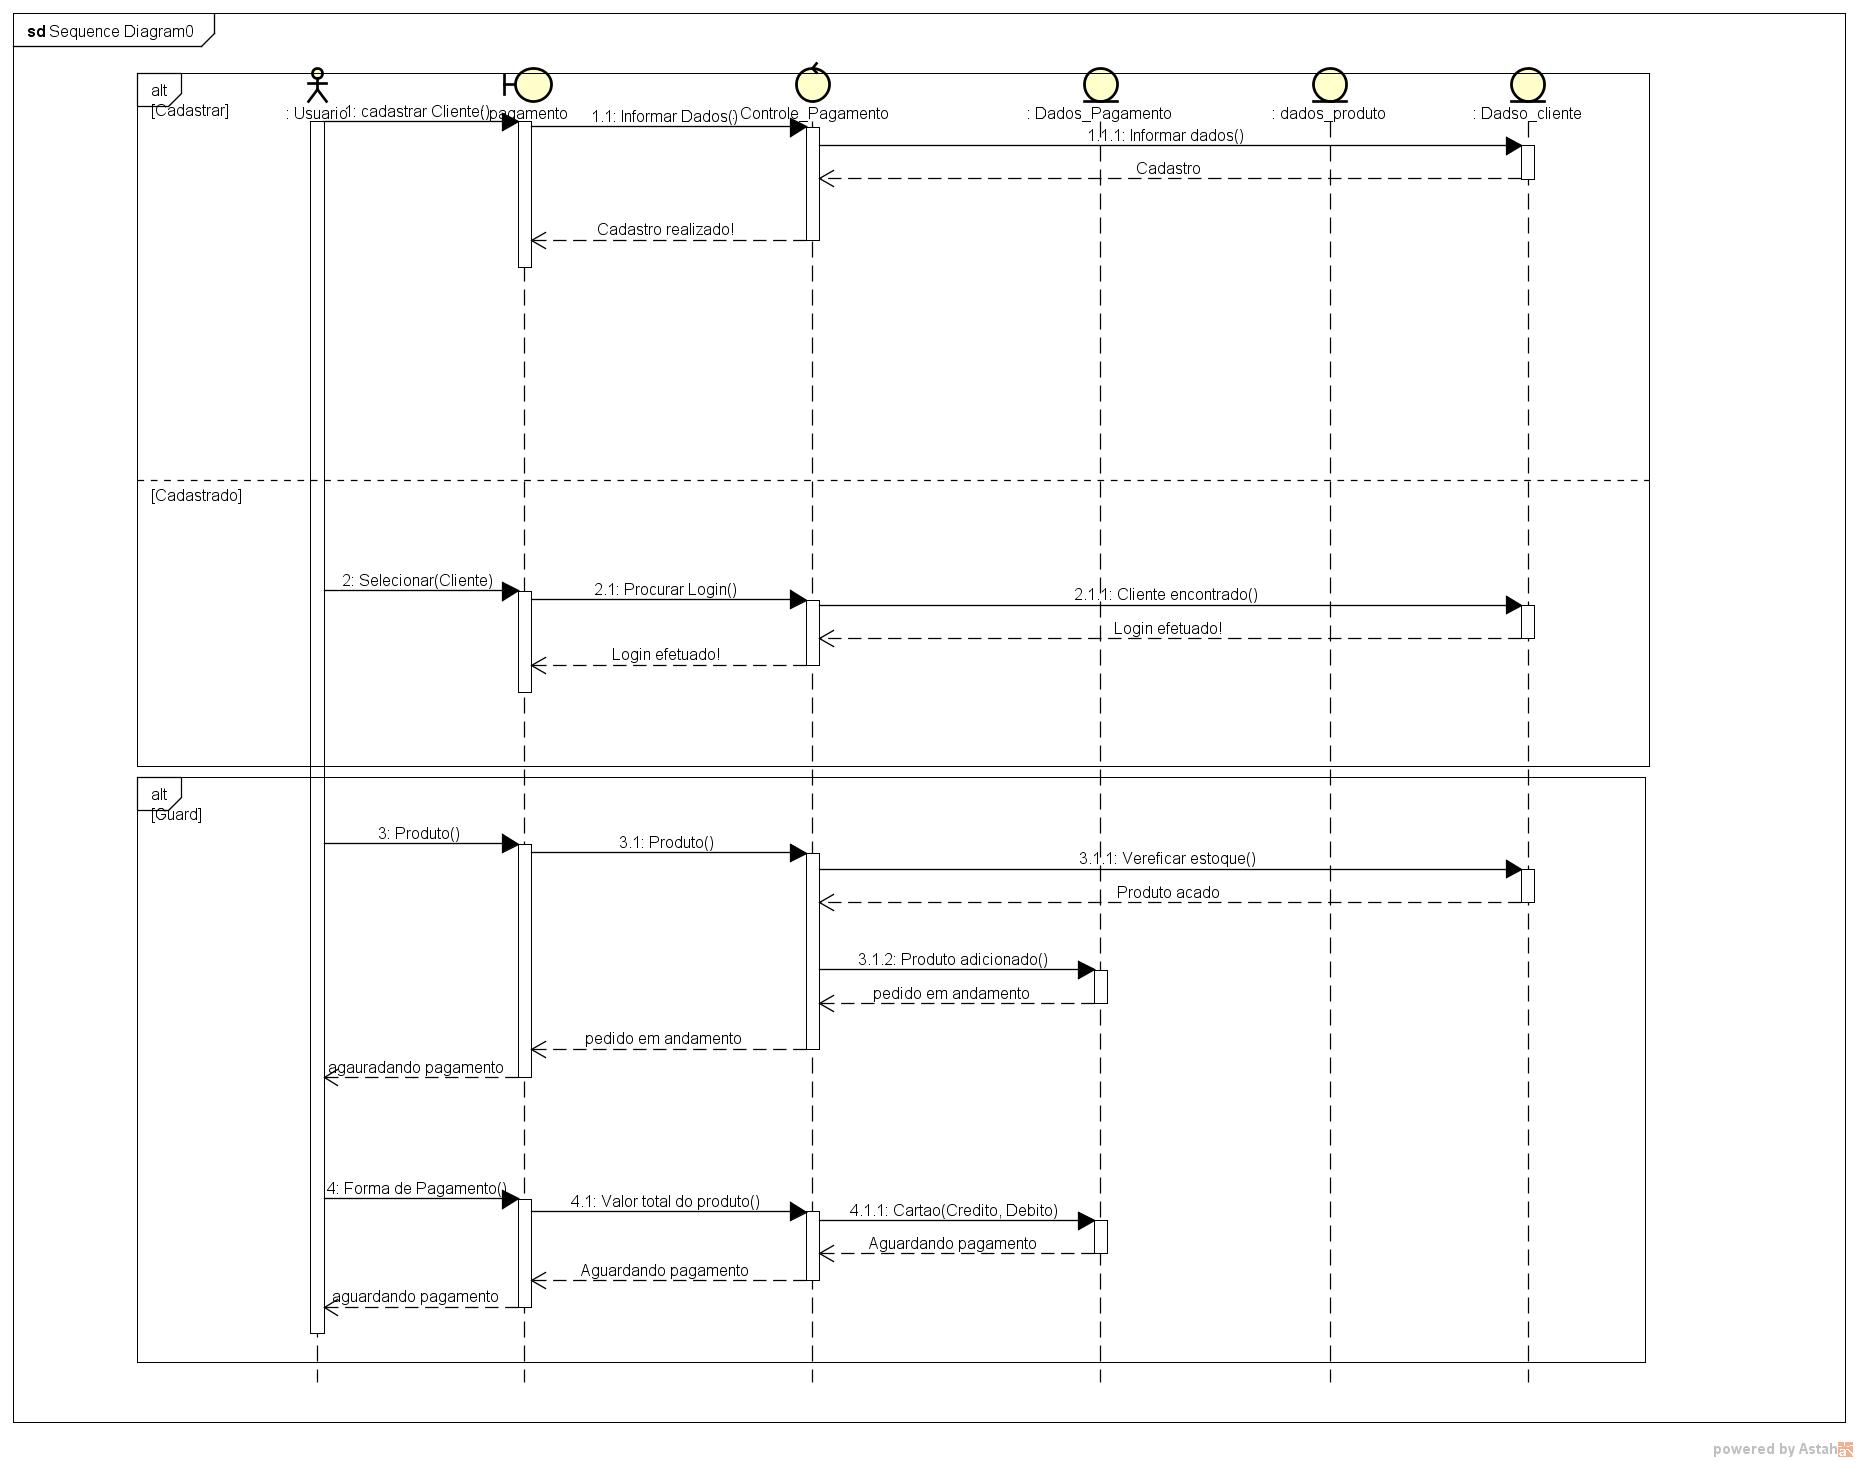 sd Sequence Diagram0
alt
[Cadastrar]
: Usuario
pagamento
Controle_Pagamento
: Dados_Pagamento
: dados_produto
: Dadso_cliente
1: cadastrar Cliente()
1.1: Informar Dados()
1.1.1: Informar dados()
Cadastro
Cadastro realizado!
[Cadastrado]
2: Selecionar(Cliente)
2.1: Procurar Login()
2.1.1: Cliente encontrado()
Login efetuado!
Login efetuado!
alt
[Guard]
3: Produto()
3.1: Produto()
3.1.1: Vereficar estoque()
Produto acado
3.1.2: Produto adicionado()
pedido em andamento
pedido em andamento
agauradando pagamento
4: Forma de Pagamento()
4.1: Valor total do produto()
4.1.1: Cartao(Credito, Debito)
Aguardando pagamento
Aguardando pagamento
aguardando pagamento
powered by Astah